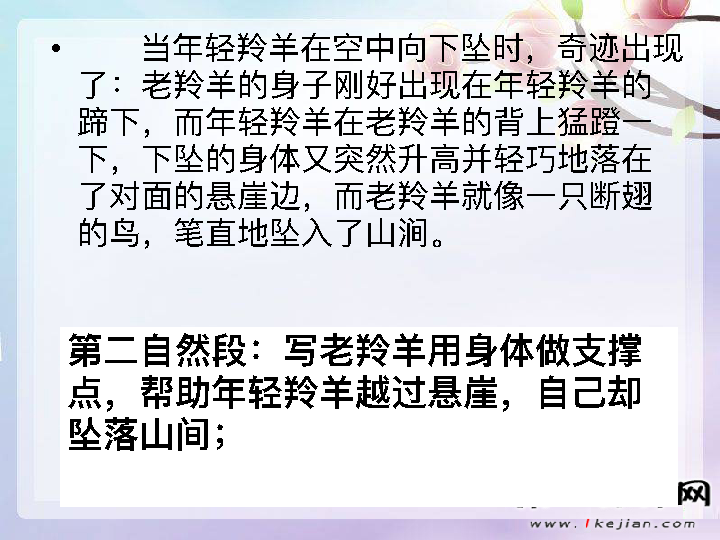 • 当年轻羚羊在空中向下坠时，奇迹出现
了：老羚羊的身子刚好出现在年轻羚羊的
蹄下，而年轻羚羊在老羚羊的背上猛蹬一
下，下坠的身体又突然升高并轻巧地落在
了对面的悬崖边，而老羚羊就像一只断翅
的鸟，笔直地坠入了山涧。
第二自然段：写老羚羊用身体做支撑
点，帮助年轻羚羊越过悬崖，自己却
坠落山间；
网
www.1kejian.com